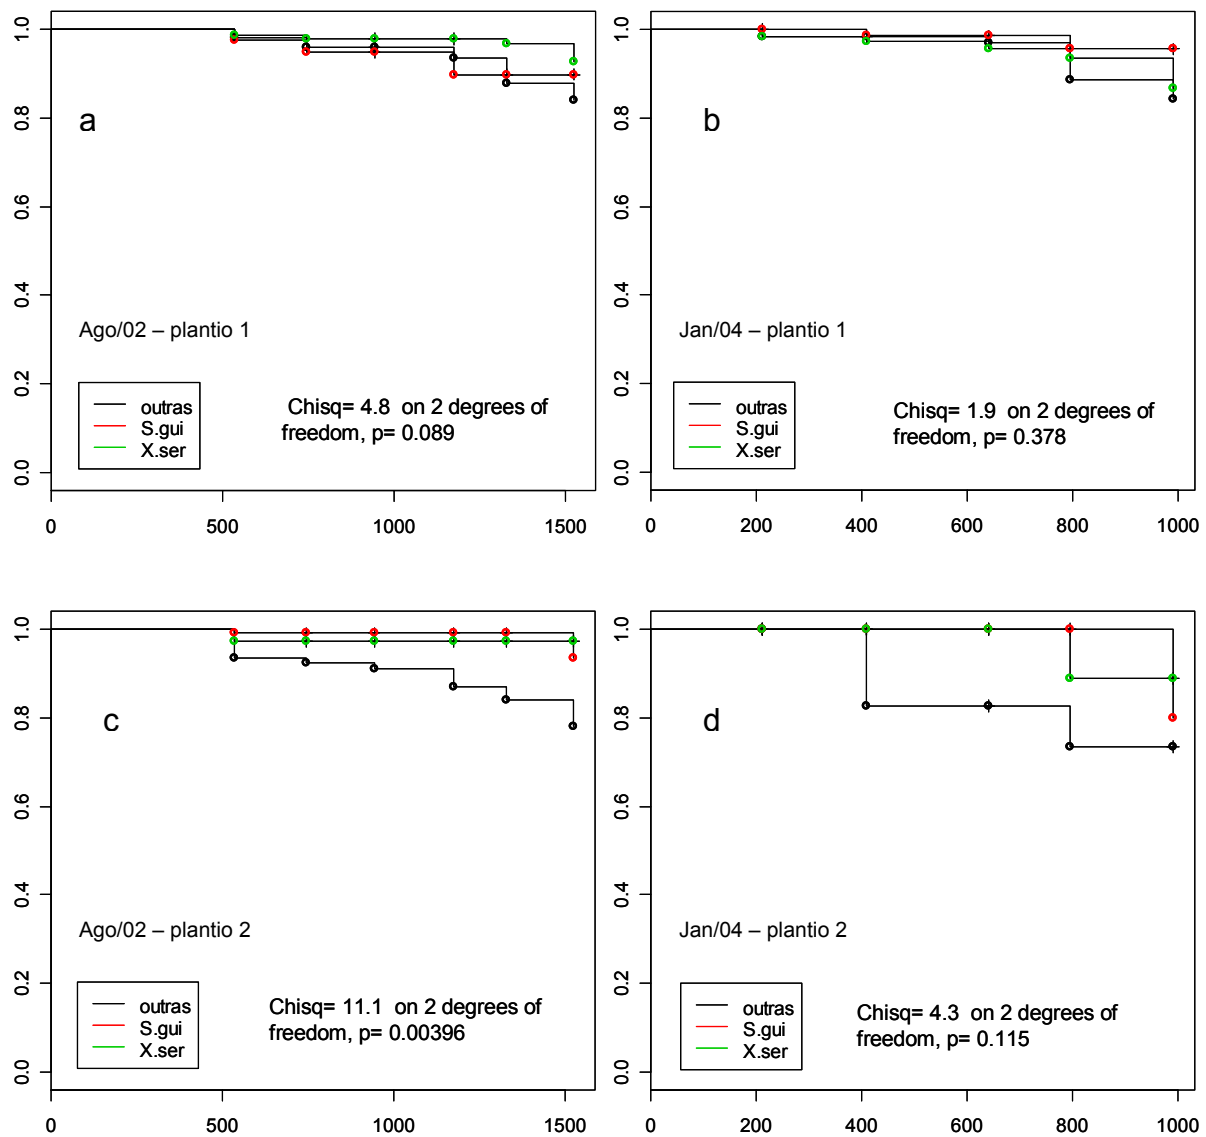 1.0
0.8
0.6
0.4
0.2
0.0
a
Ago/02 – plantio 1
outras
S.gui
X.ser
Chisq= 4.8 on 2 degrees of
freedom, p= 0.089
0 500 1000 1500
1.0
0.8
0.6
0.4
0.2
0.0
b
Jan/04 – plantio 1
outras
S.gui
X.ser
Chisq= 1.9 on 2 degrees of
freedom, p= 0.378
0 200 400 600 800 1000
1.0
0.8
0.6
0.4
0.2
0.0
c
Ago/02 – plantio 2
outras
S.gui
X.ser
Chisq= 11.1 on 2 degrees of
freedom, p= 0.00396
0 500 1000 1500
1.0
0.8
0.6
0.4
0.2
0.0
d
Jan/04 – plantio 2
outras
S.gui
X.ser
Chisq= 4.3 on 2 degrees of
freedom, p= 0.115
0 200 400 600 800 1000